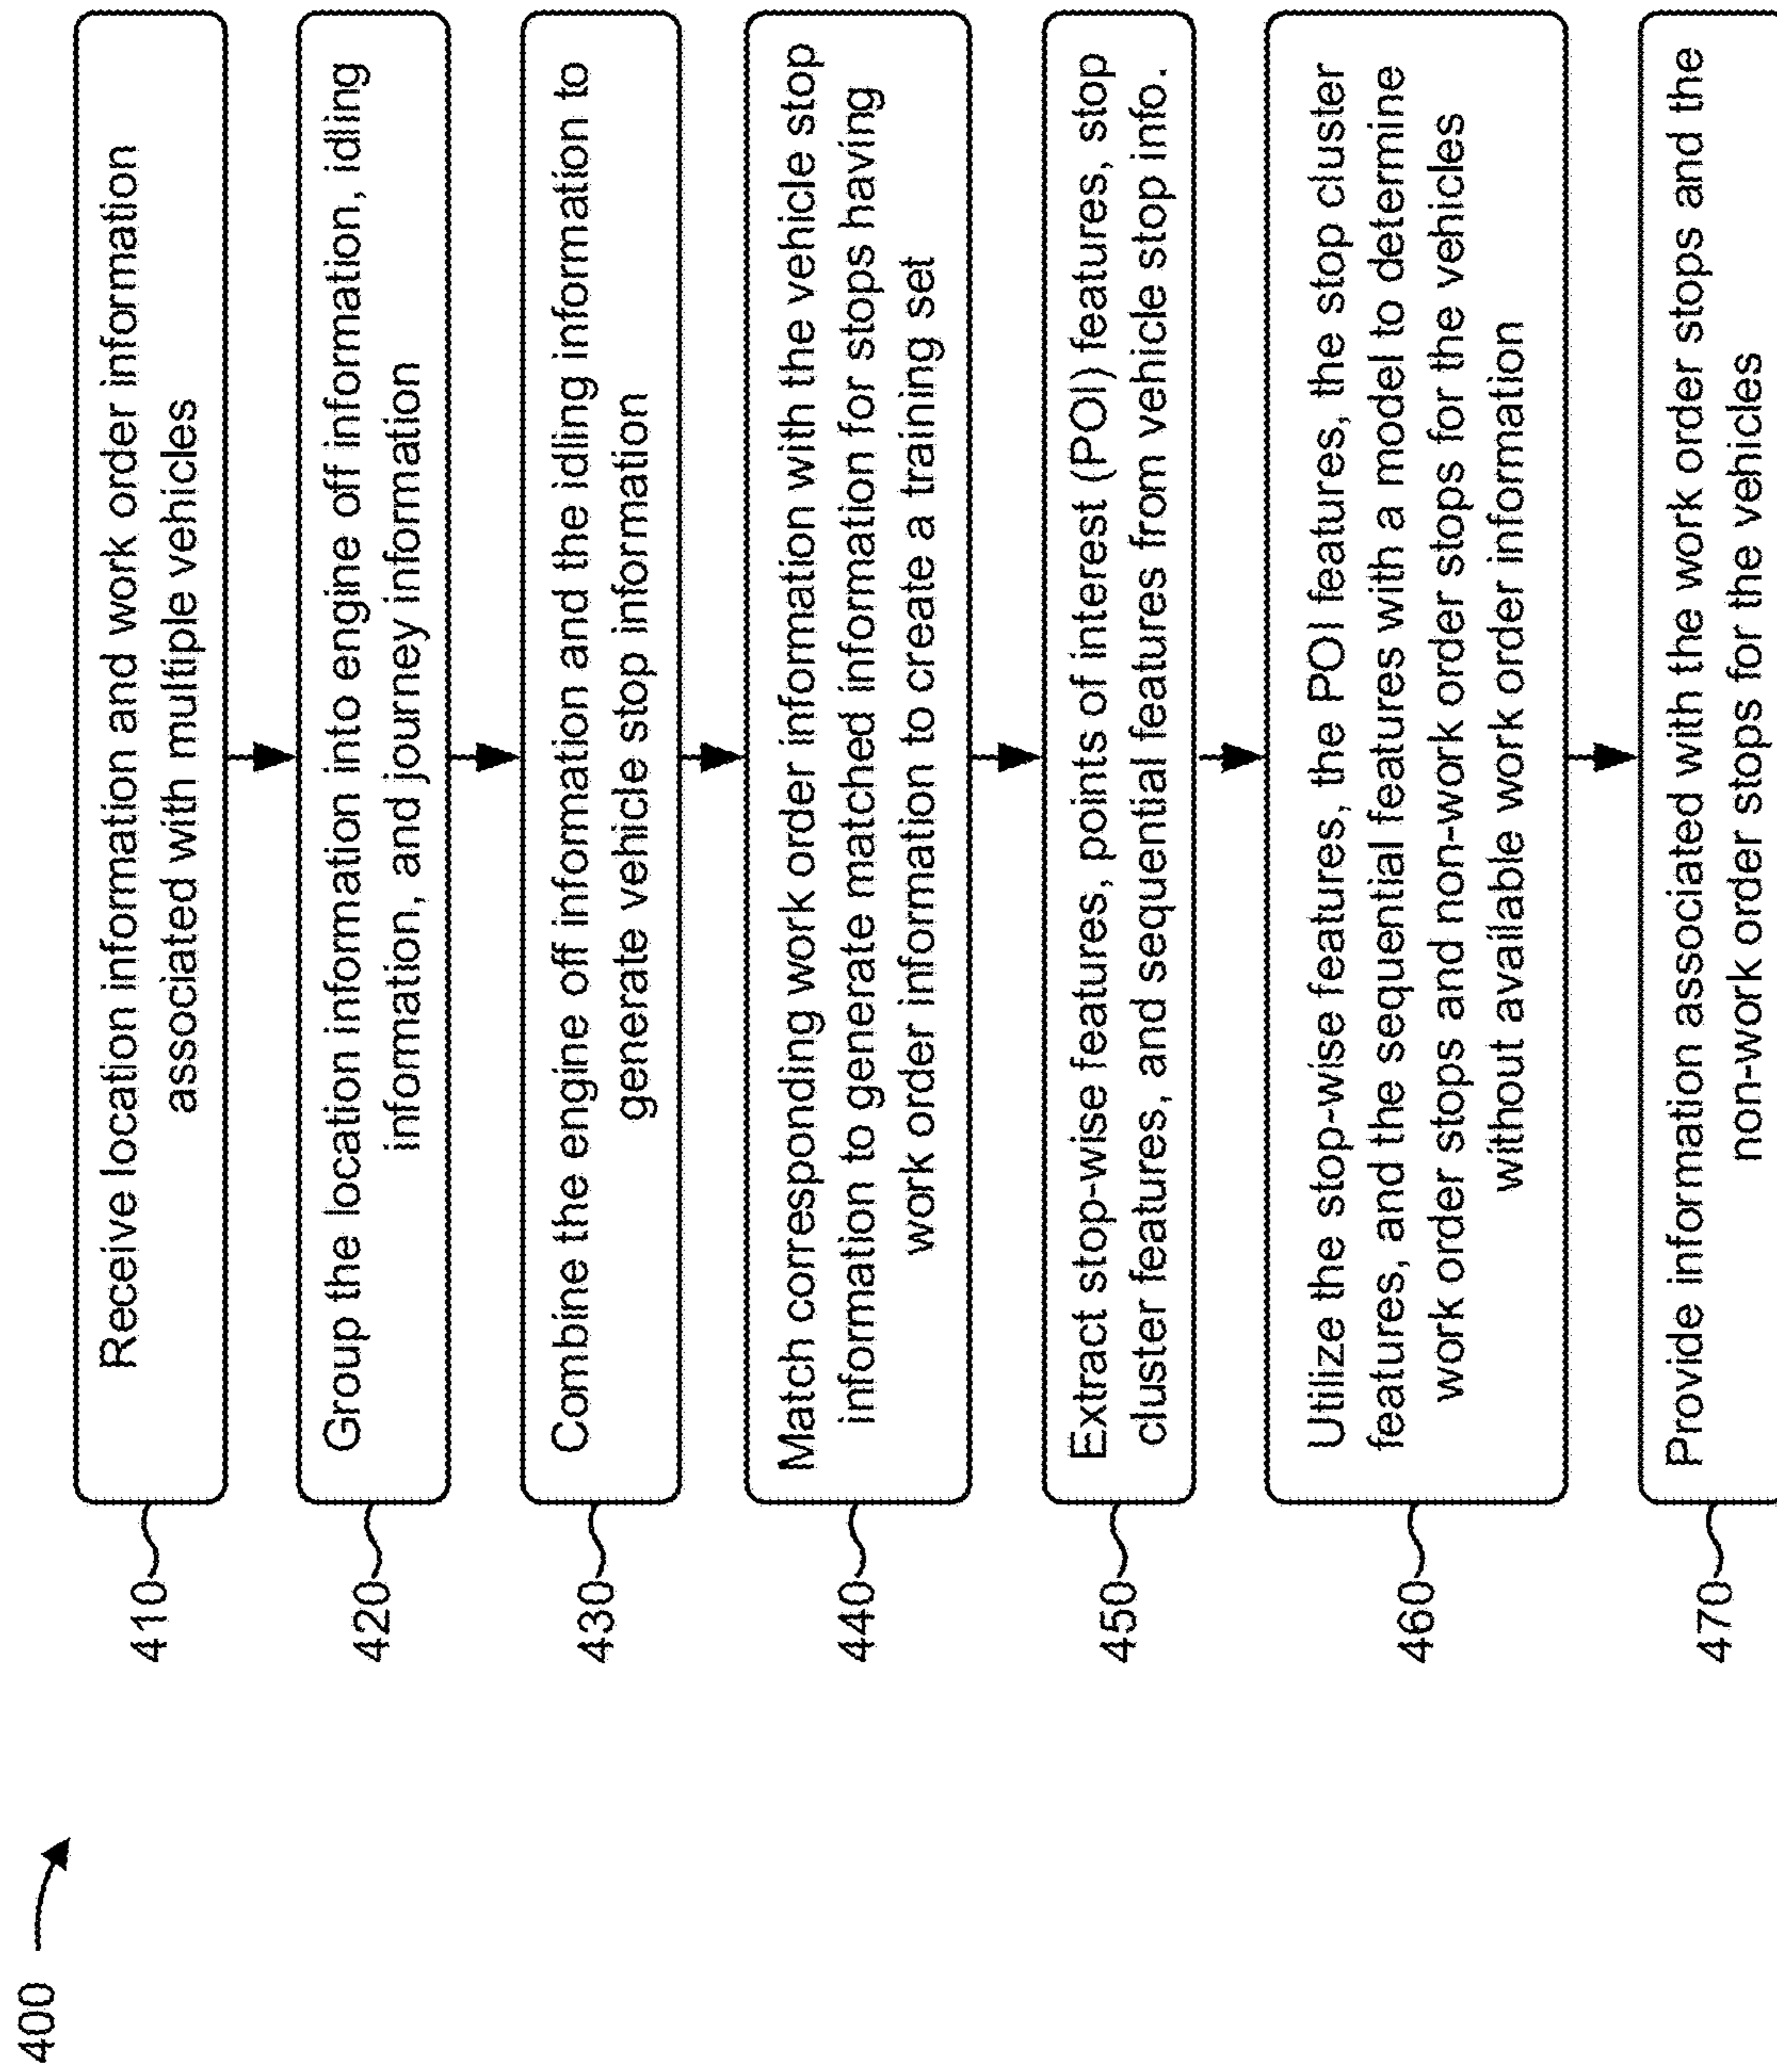 400
410
Receive location information and work order information
associated with multiple vehicles
420
Group the location information into engine off information, idling
information, and journey information
430
Combine the engine off information and the idling information to
generate vehicle stop information
440
Match corresponding work order information with the vehicle stop
information to generate matched information for stops having
work order information to create a training set
450
Extract stop-wise features, points of interest (POI) features, stop
cluster features, and sequential features from vehicle stop info.
460
Utilize the stop-wise features, the POI features, the stop cluster
features, and the sequential features with a model to determine
work order stops and non-work order stops for the vehicles
without available work order information
470
Provide information associated with the work order stops and the
non-work order stops for the vehicles